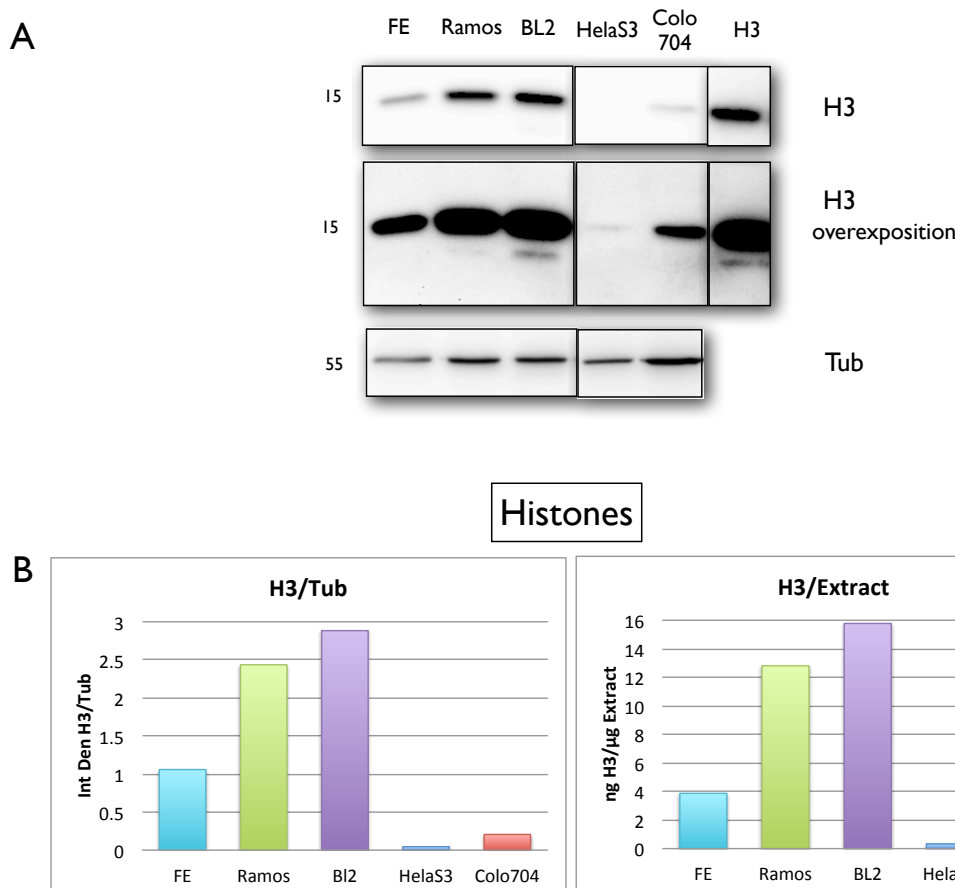 A
FE Ramos BL2 HelaS3 Colo 704 H3
15 H3
15 H3 overexposition
55 Tub
Histones
B
H3/Tub
Int Den H3/Tub
3
2.5
2
1.5
1
0.5
0
FE Ramos Bl2 HelaS3 Colo704
H3/Extract
ng H3/µg Extract
16
14
12
10
8
6
4
2
0
FE Ramos BL2 Hela